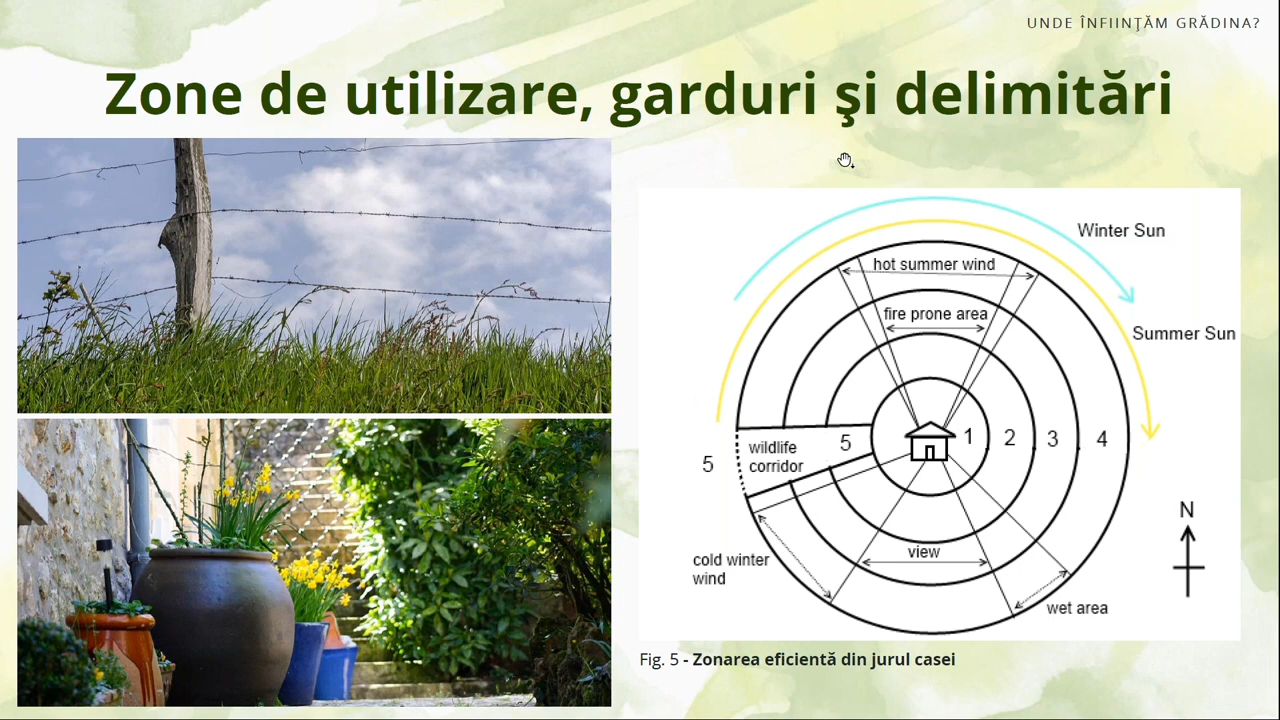 UNDE ÎNFIINŢĂM GRĂDINA?
Zone de utilizare, garduri şi delimitări
Winter Sun
hot summer wind
fire prone area
Summer Sun
5
wildlife
corridor
5
1
2
3
4
N
cold winter
wind
view
wet area
Fig. 5 - Zonarea eficientă din jurul casei